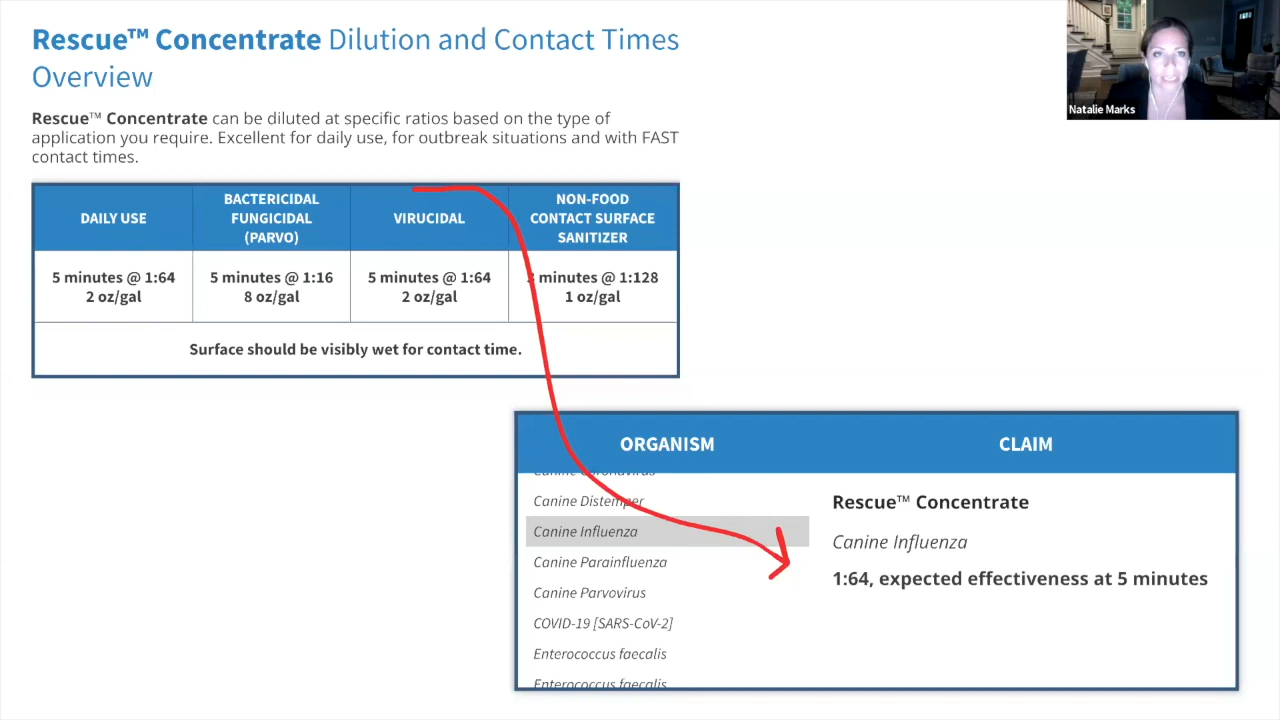 Rescue™ Concentrate Dilution and Contact Times
Overview
Natalie Marks
Rescue™ Concentrate can be diluted at specific ratios based on the type of
application you require. Excellent for daily use, for outbreak situations and with FAST
contact times.
DAILY USE
BACTERICIDAL
FUNGICIDAL
(PARVO)
VIRUCIDAL
NON-FOOD
CONTACT SURFACE
SANITIZER
5 minutes @ 1:64
2 oz/gal
5 minutes @ 1:16
8 oz/gal
5 minutes @ 1:64
2 oz/gal
minutes @ 1:128
1 oz/gal
Surface should be visibly wet for contact time.
ORGANISM
CLAIM
Canine Coronavirus
Canine Distemper
Canine Influenza
Canine Parainfluenza
Canine Parvovirus
COVID-19 [SARS-CoV-2]
Enterococcus faecalis
Enterococcus faecalis
Rescue™ Concentrate
Canine Influenza
1:64, expected effectiveness at 5 minutes